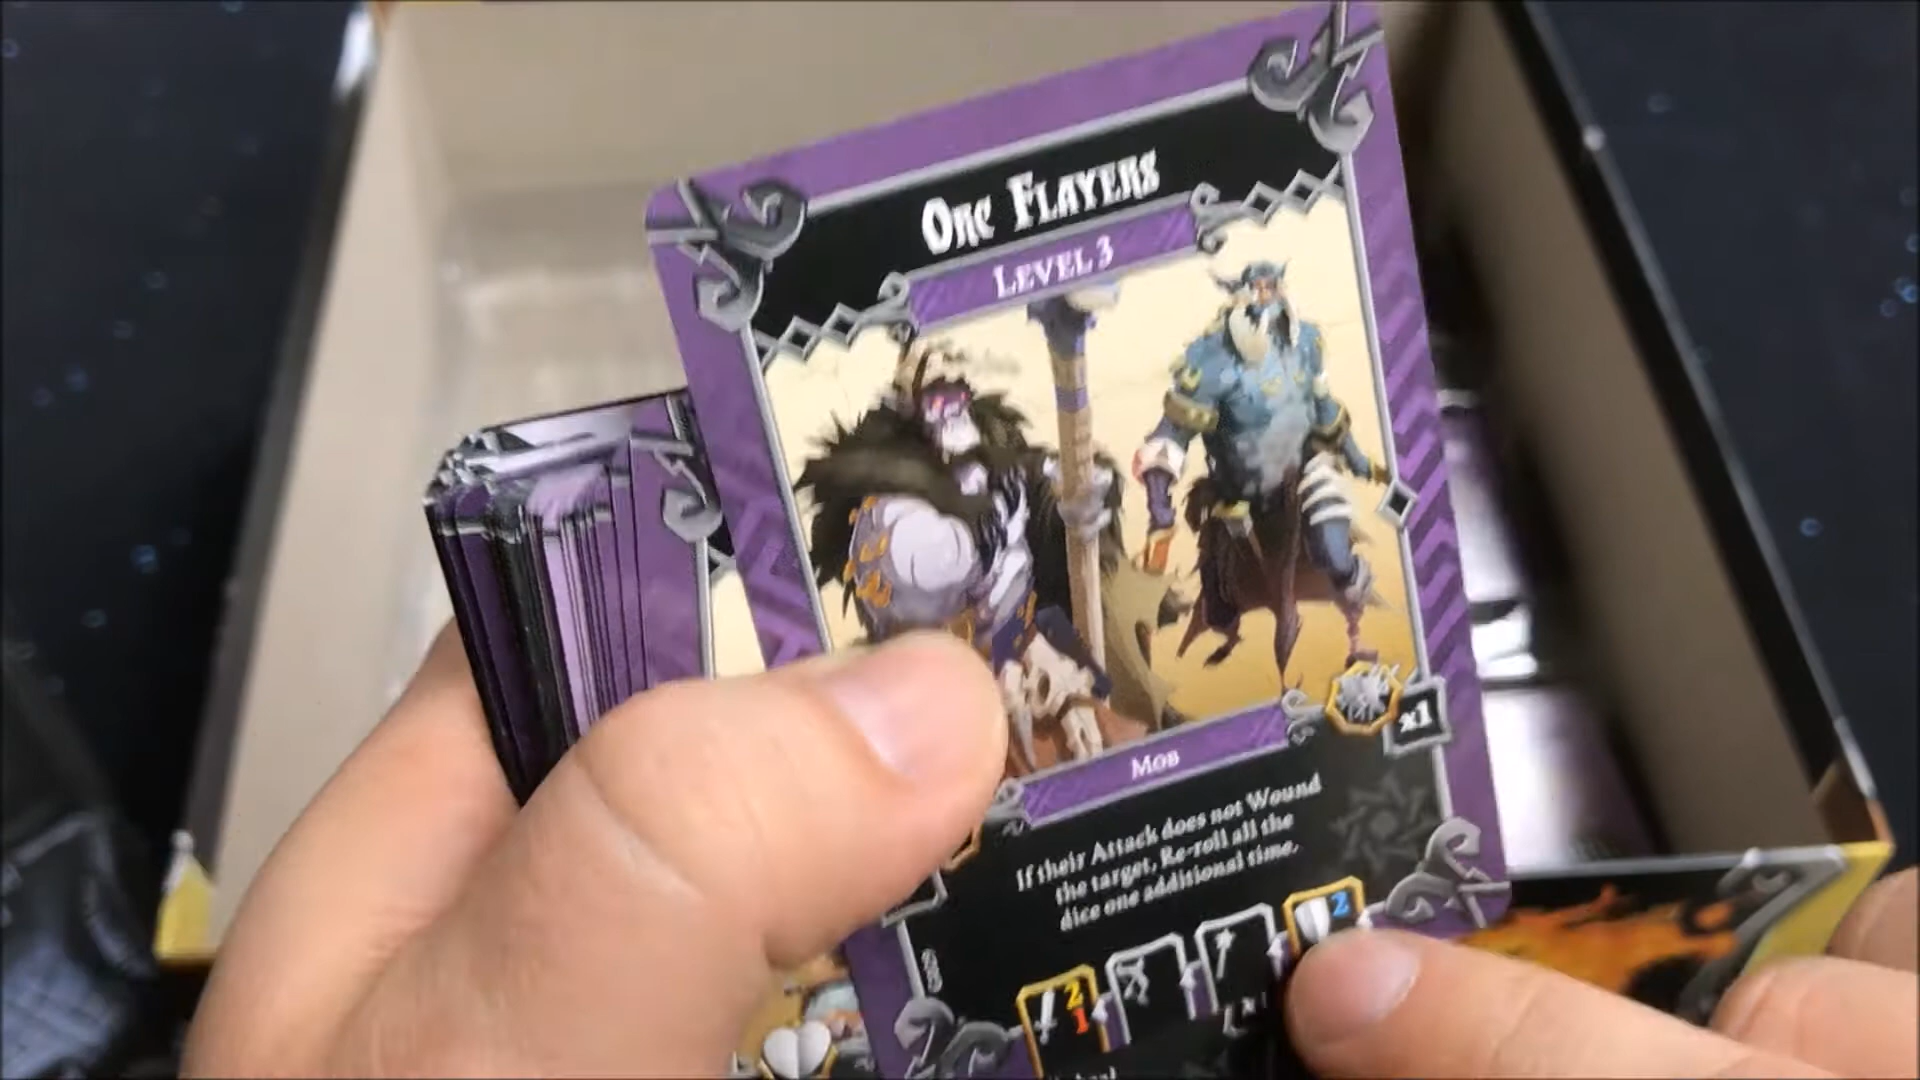 Orc Flayers
Level 3
x1
Mob
If their Attack does not Wound
the target, Re-roll all the
dice one additional time.
2
2
1